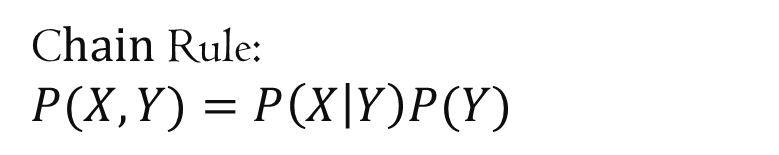 Chain Rule:
P(X, Y) = P(X|Y)P(Y)